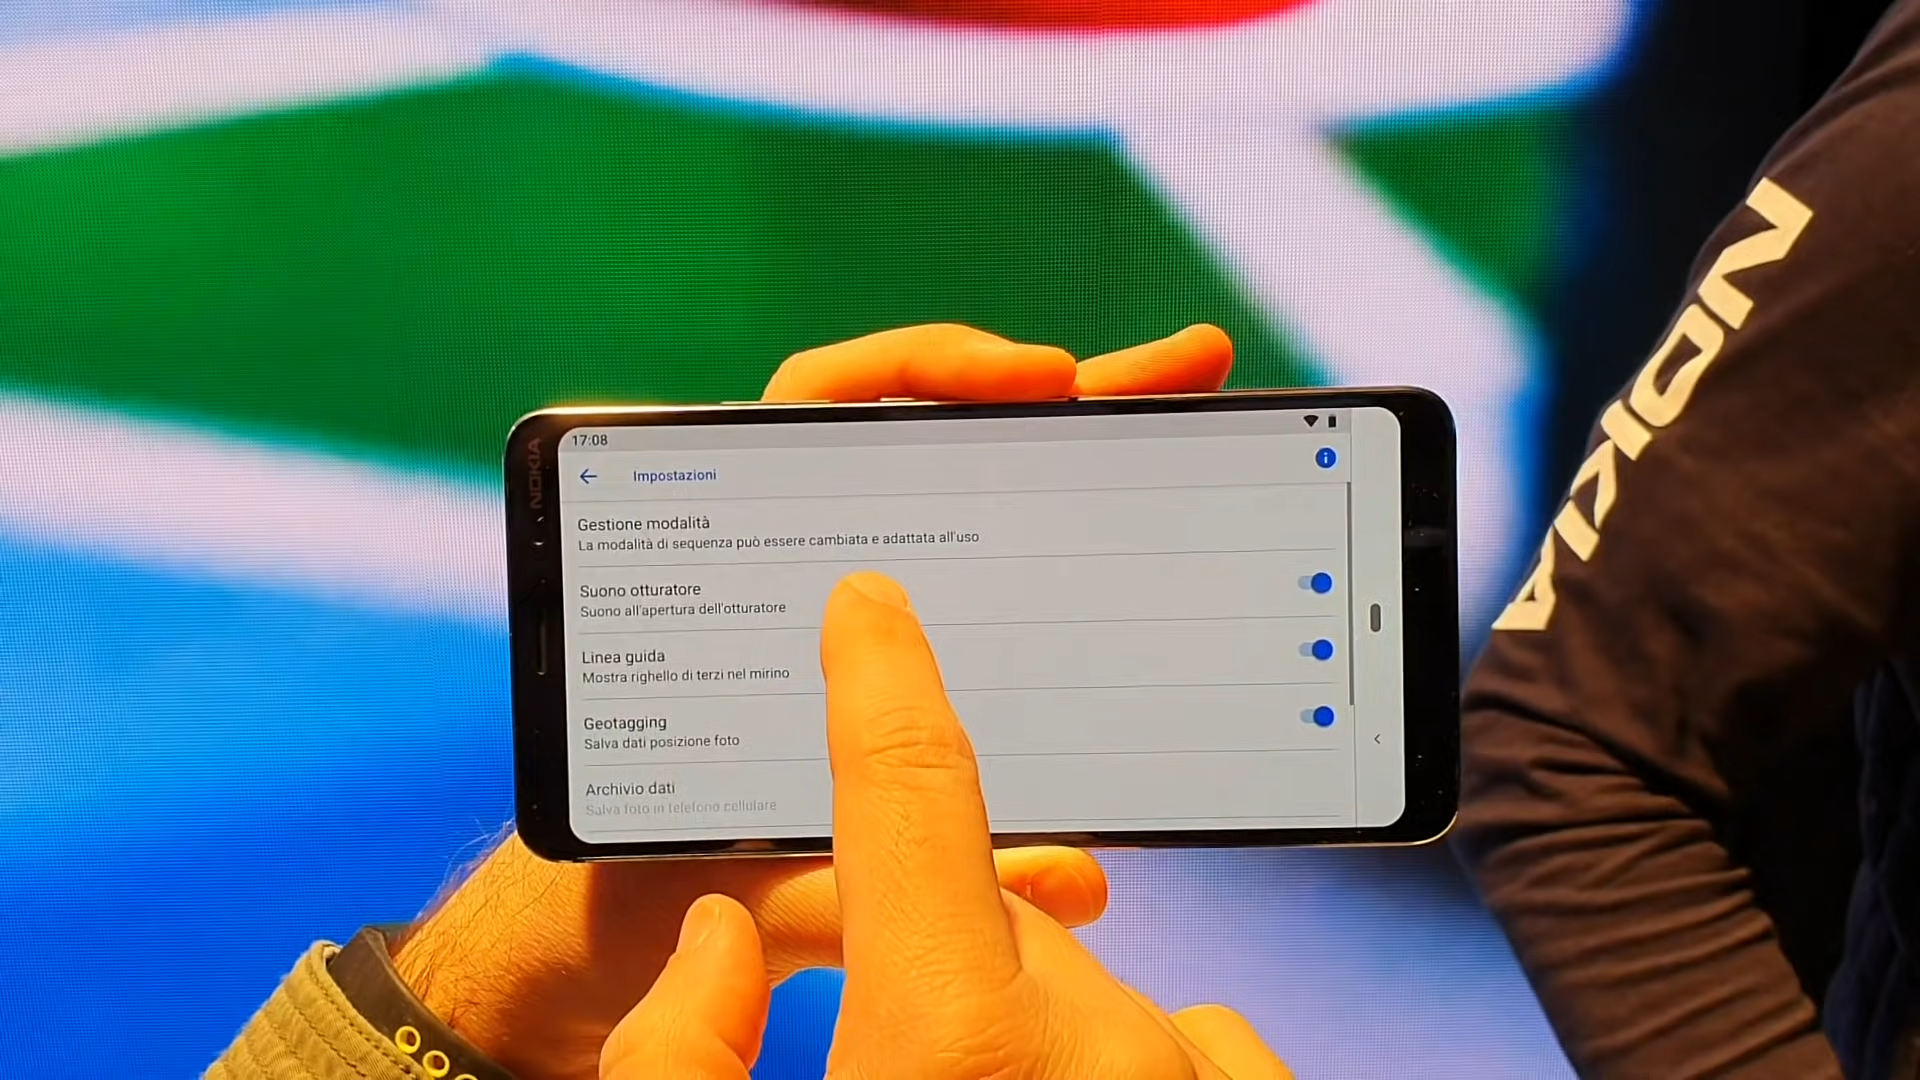 17:08
Impostazioni
Gestione modalità
La modalità di sequenza può essere cambiata e adattata all'uso
Suono otturatore
Suono all'apertura dell'otturatore
Linea guida
Mostra righello di terzi nel mirino
Geotagging
Salva dati posizione foto
Archivio dati
Salva foto in telefono cellulare
NOKIA
NOKIA